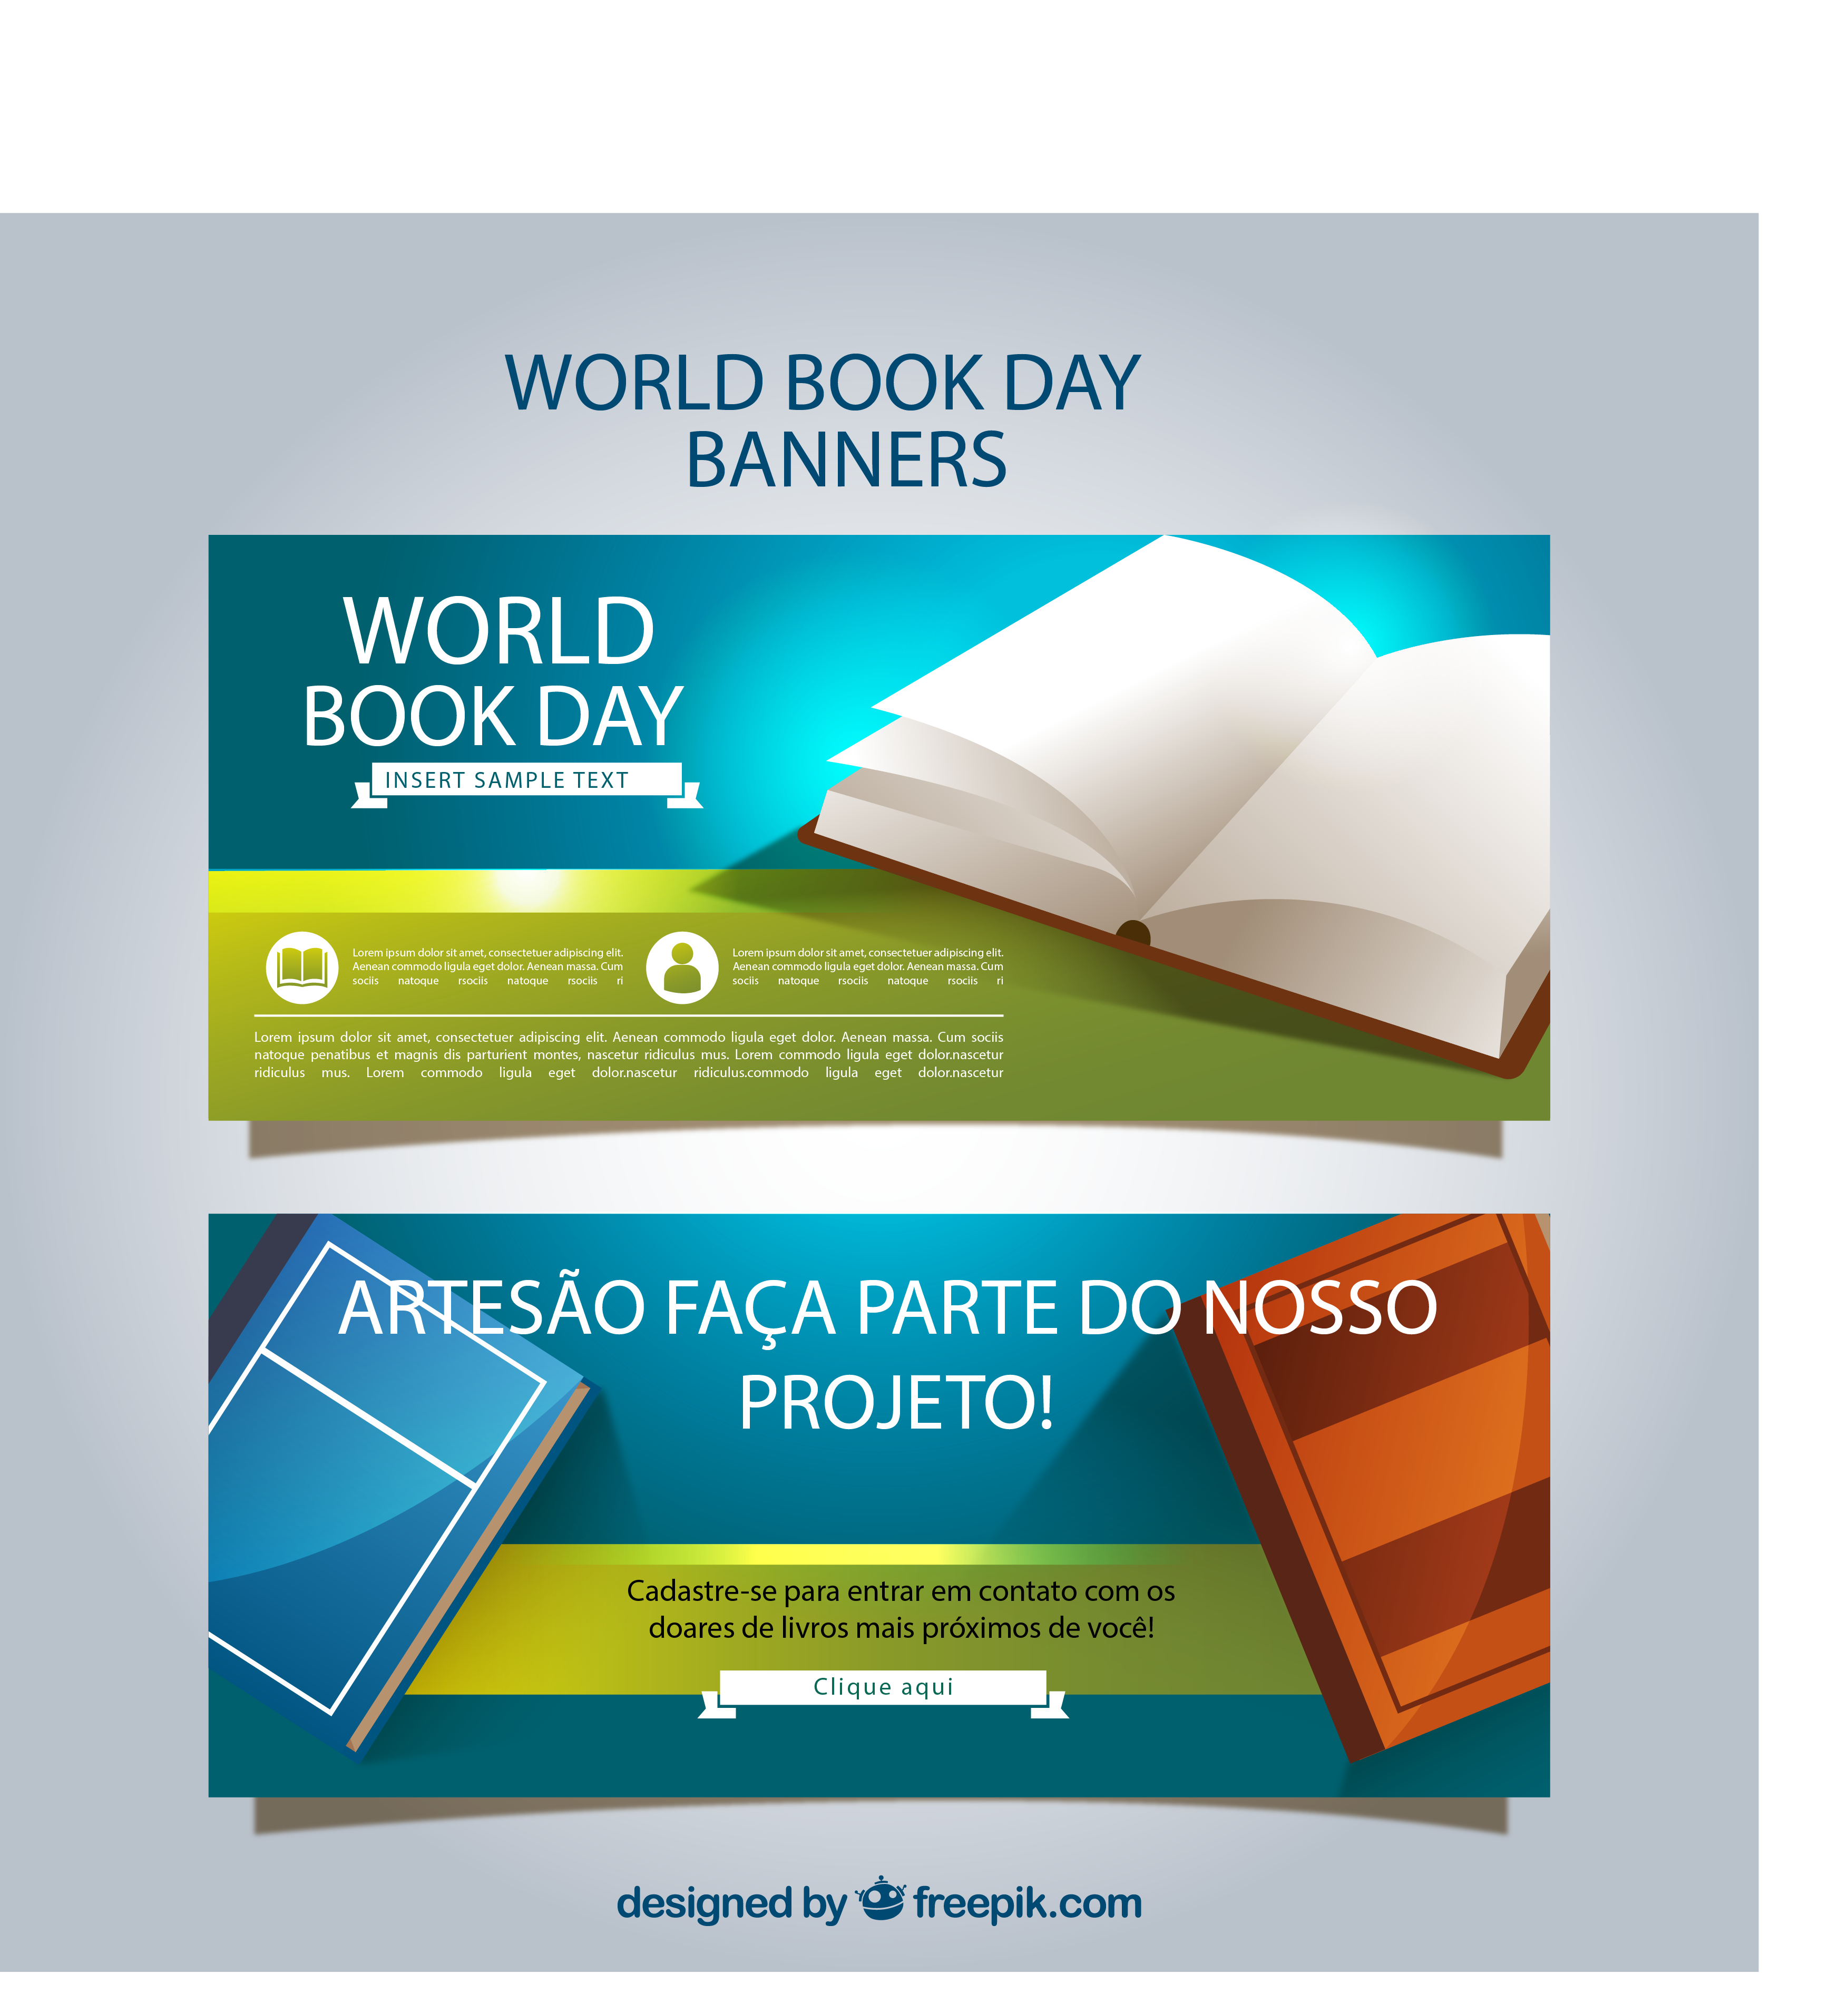 WORLD BOOK DAY
BANNERS
WORLD
BOOK DAY
INSERT SAMPLE TEXT
Lorem ipsum dolor sit amet, consectetuer adipiscing elit.
Aenean commodo ligula eget dolor. Aenean massa. Cum
sociis natoque rsociis natoque rsociis ri
Lorem ipsum dolor sit amet, consectetuer adipiscing elit.
Aenean commodo ligula eget dolor. Aenean massa. Cum
sociis natoque rsociis natoque rsociis ri
Lorem ipsum dolor sit amet, consectetuer adipiscing elit. Aenean commodo ligula eget dolor. Aenean massa. Cum sociis
natoque penatibus et magnis dis parturient montes, nascetur ridiculus mus. Lorem commodo ligula eget dolor.nascetur
ridiculus mus. Lorem commodo ligula eget dolor.nascetur ridiculus.commodo ligula eget dolor.nascetur
ARTESÃO FAÇA PARTE DO NOSSO
PROJETO!
Cadastre-se para entrar em contato com os
doares de livros mais próximos de você!
Clique aqui
designed by freepik.com